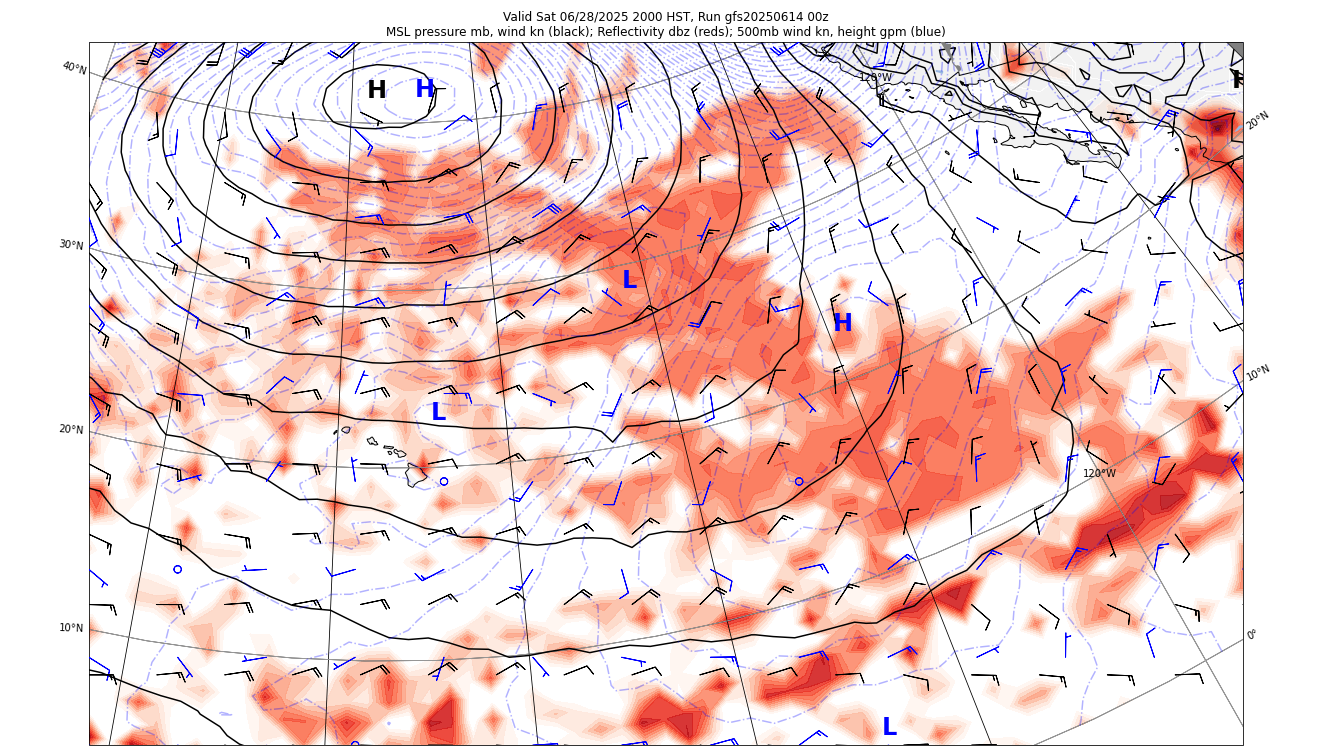 Valid Sat 06/28/2025 2000 HST, Run gfs20250614 00z
MSL pressure mb, wind kn (black); Reflectivity dbz (reds); 500mb wind kn, height gpm (blue)
40°N
H
H
120°W
H
20°N
30°N
L
H
10°N
L
20°N
120°W
10°N
0°
L